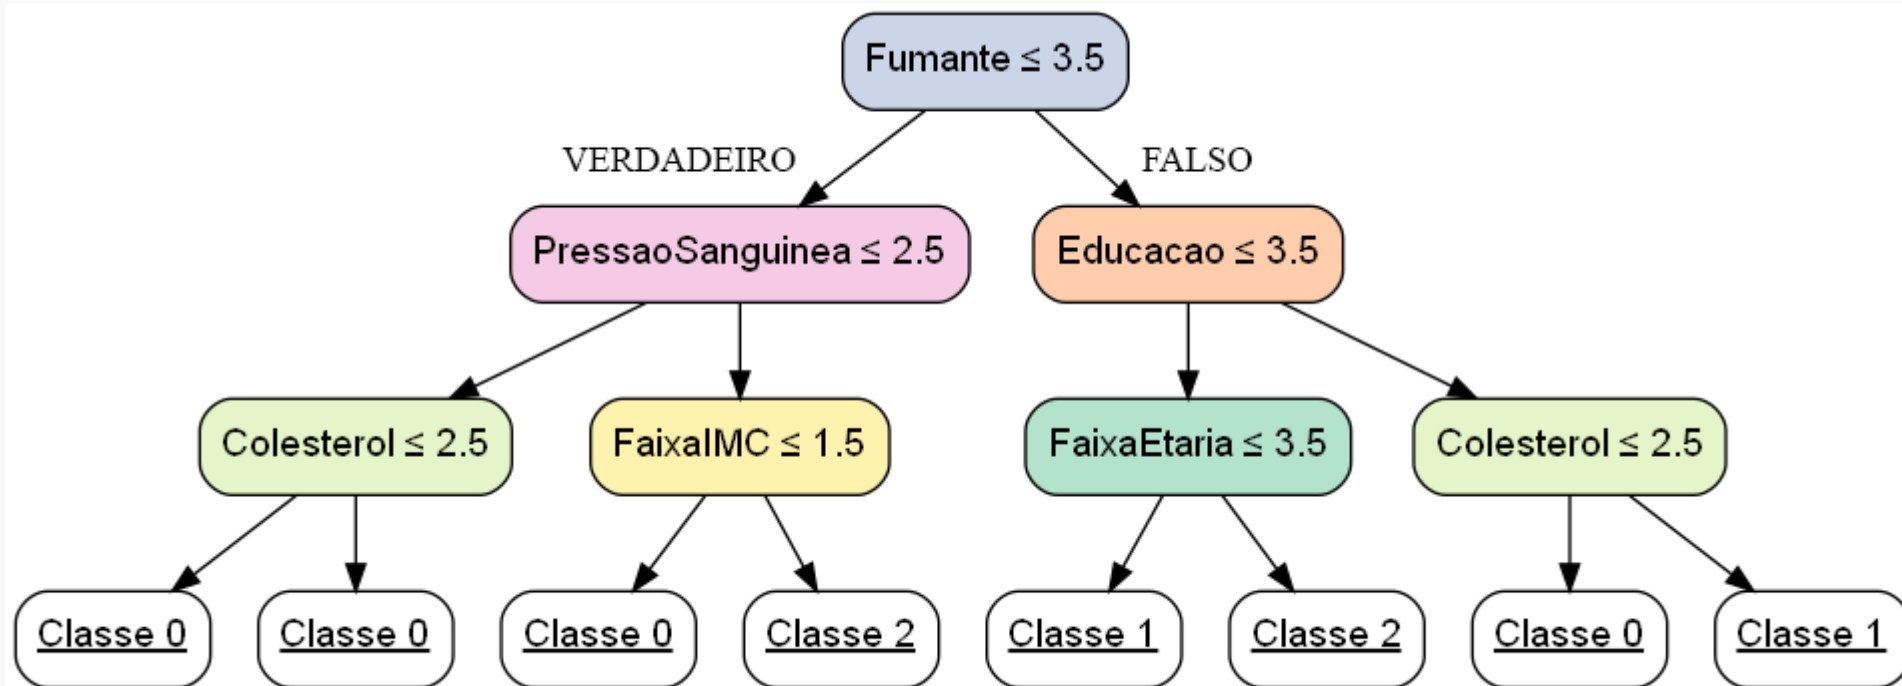 Fumante ≤ 3.5
VERDADEIRO
FALSO
PressaoSanguinea ≤ 2.5
Educacao ≤ 3.5
Colesterol ≤ 2.5
FaixaIMC ≤ 1.5
FaixaEtaria ≤ 3.5
Colesterol ≤ 2.5
Classe 0
Classe 0
Classe 0
Classe 2
Classe 1
Classe 2
Classe 0
Classe 1